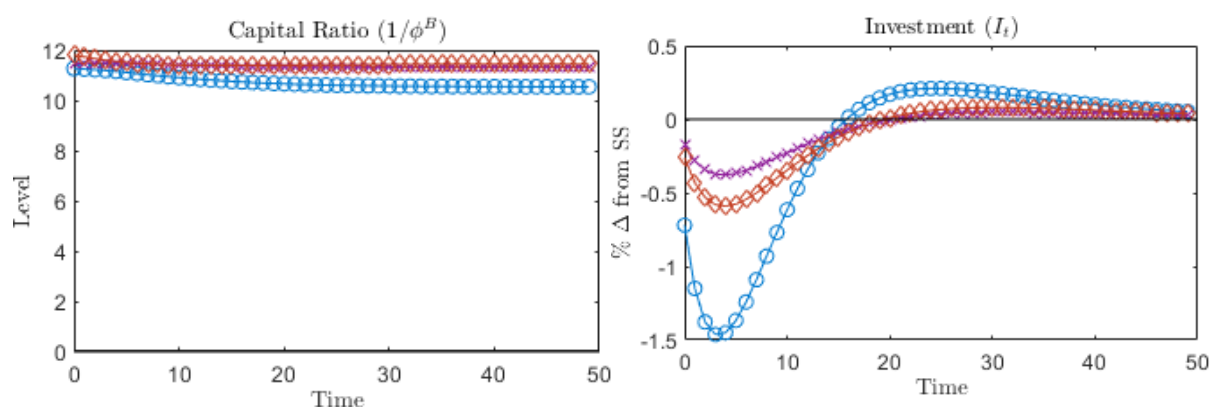 Capital Ratio (1/ϕ^B)
Level
12
10
8
6
4
2
0
0 10 20 30 40 50
Time
Investment (I_t)
% Δ from SS
0.5
0
-0.5
-1
-1.5
0 10 20 30 40 50
Time